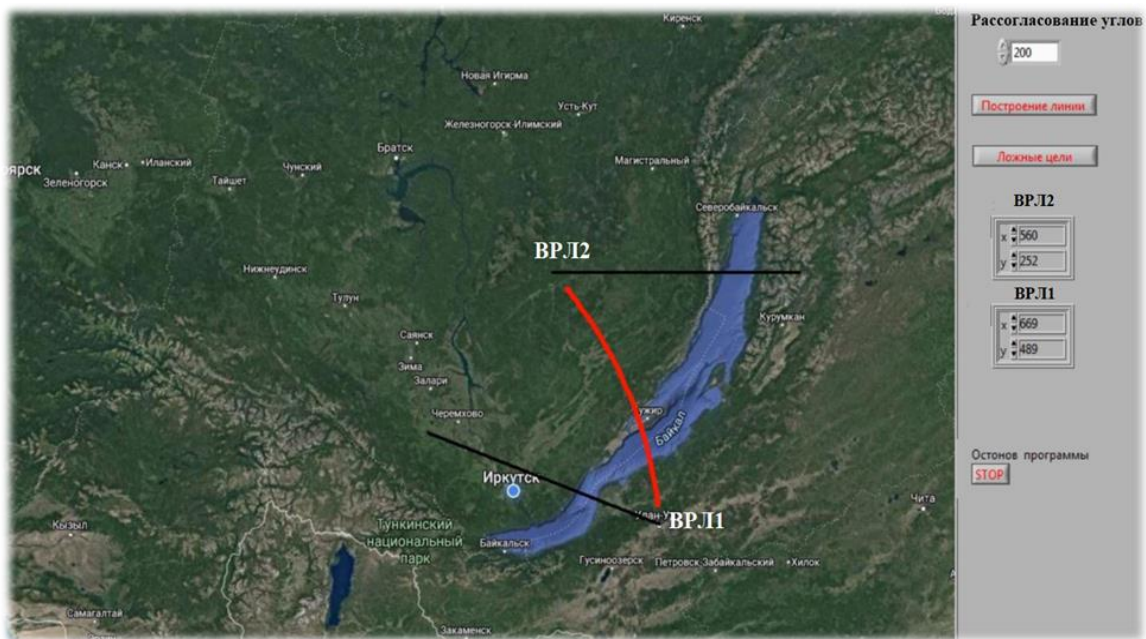 Киренск
Новая Игирма
Усть-Кут
Железногорск-Илимский
Братск
Магистральный
Канск
Иланский
Чунский
Зеленогорск
Тайшет
Северобайкальск
ВРЛ2
Нижнеудинск
Тулун
Курумкан
Саянск
Зима
Залари
Черемхово
Байкал
Иркутск
ВРЛ1
Чита
Кызыл
Тункинский
национальный
парк
Байкальск
Гусиноозерск
Петровск-Забайкальский
Хилок
Самагалтай
Закаменск
Рассогласование углов
200
Построение линии
Ложные цели
ВРЛ2
x 560
y 252
ВРЛ1
x 669
y 489
Остонов программы
STOP